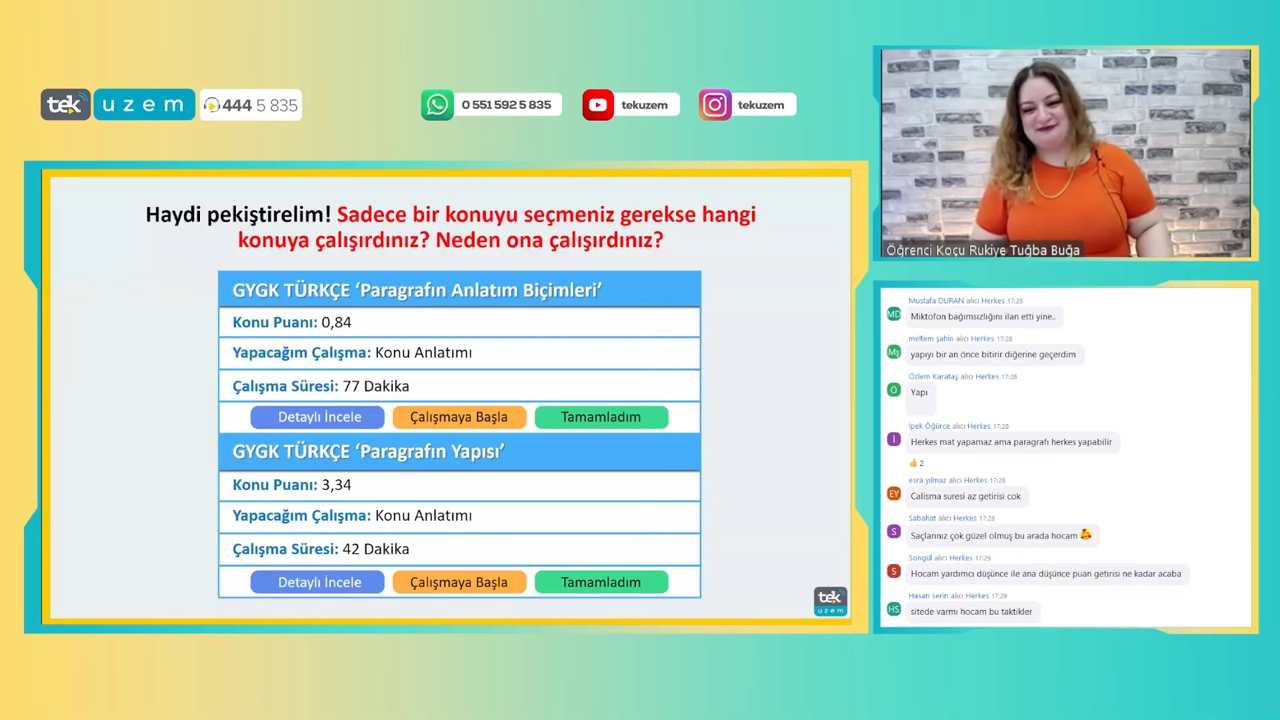 tek uzem 444 5 835
0 551 592 5 835
tekuzem
tekuzem
Haydi pekiştirelim! Sadece bir konuyu seçmeniz gerekse hangi
konuya çalışırdınız? Neden ona çalışırdınız?
GYGK TÜRKÇE ‘Paragrafın Anlatım Biçimleri’
Konu Puanı: 0,84
Yapacağım Çalışma: Konu Anlatımı
Çalışma Süresi: 77 Dakika
Detaylı İncele Çalışmaya Başla Tamamladım
GYGK TÜRKÇE ‘Paragrafın Yapısı’
Konu Puanı: 3,34
Yapacağım Çalışma: Konu Anlatımı
Çalışma Süresi: 42 Dakika
Detaylı İncele Çalışmaya Başla Tamamladım
tek
uzem
Öğrenci Koçu Rukiye Tuğba Buğa
Mustafa DURAN alıcı Herkes 17:28
MD Miktofon bağımsızlığını ilan etti yine..
meltem şahin alıcı Herkes 17:28
Mş yapıyı bir an önce bitirir diğerine geçerdim
Özlem Karataş alıcı Herkes 17:28
Ö Yapı
İpek Öğürce alıcı Herkes 17:28
İ Herkes mat yapamaz ama paragrafı herkes yapabilir
👍 2
esra yılmaz alıcı Herkes 17:28
EY Calisma suresi az getirisi cok
Sabahat alıcı Herkes 17:28
S Saçlarınız çok güzel olmuş bu arada hocam 🥰
Songül alıcı Herkes 17:29
S Hocam yardımcı düşünce ile ana düşünce puan getirisi ne kadar acaba
Hasan serin alıcı Herkes 17:29
HS sitede varmı hocam bu taktikler